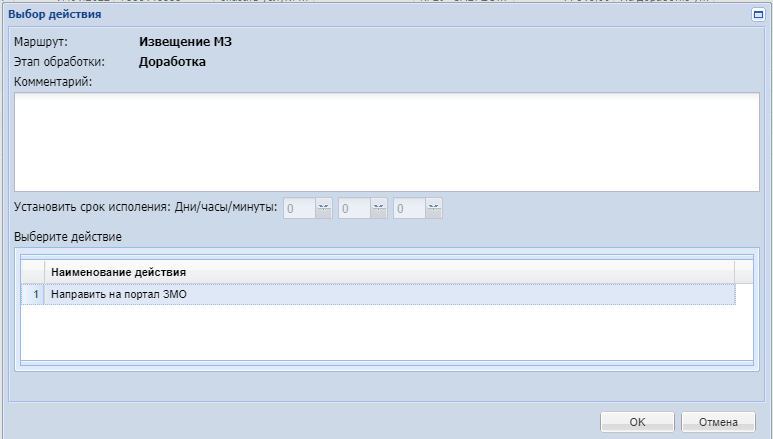 Выбор действия
Маршрут: Извещение МЗ
Этап обработки: Доработка
Комментарий:
Установить срок исполения: Дни/часы/минуты: 0 0 0
Выберите действие
Наименование действия
1 Направить на портал ЗМО
OK Отмена